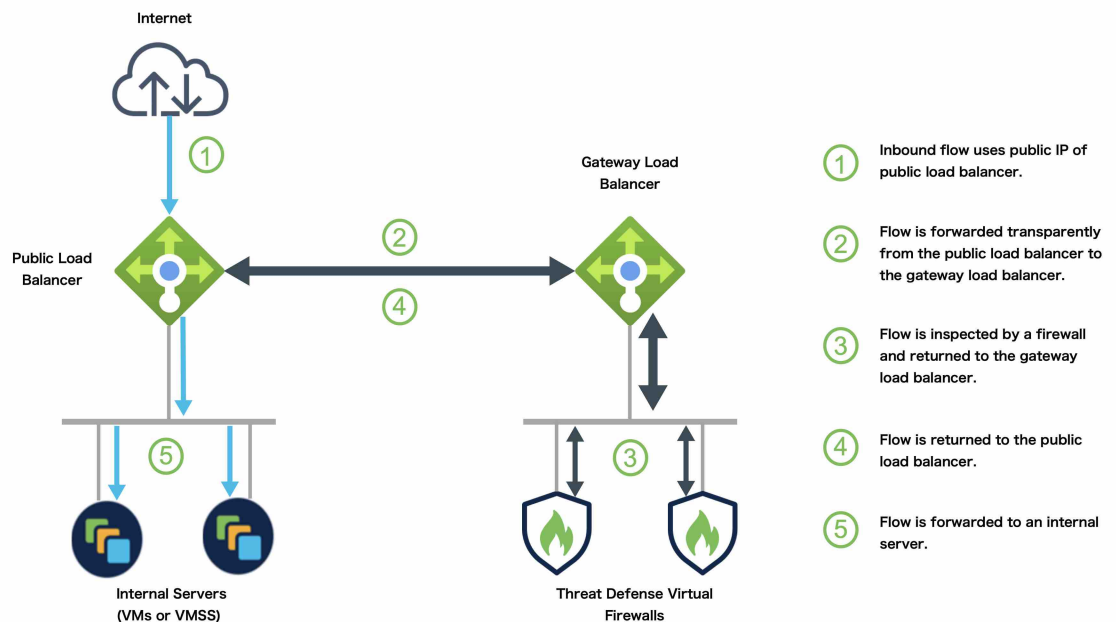 Internet
1
Gateway Load
Balancer
Public Load
Balancer
2
4
5
3
Internal Servers
(VMs or VMSS)
Threat Defense Virtual
Firewalls
1
Inbound flow uses public IP of
public load balancer.
2
Flow is forwarded transparently
from the public load balancer to
the gateway load balancer.
3
Flow is inspected by a firewall
and returned to the gateway
load balancer.
4
Flow is returned to the public
load balancer.
5
Flow is forwarded to an internal
server.